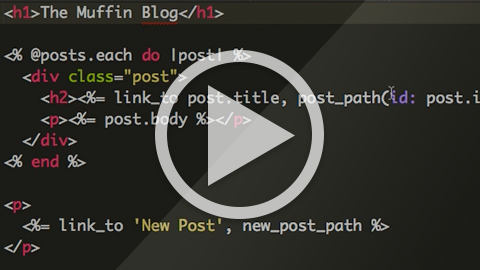 <h1>The Muffin Blog</h1>
<% @posts.each do |post| %>
<div class="post">
<h2><%= link_to post.title, post_path(id: post.i
<p><%= post.body %></p>
</div>
<% end %>
<p>
<%= link_to 'New Post', new_post_path %>
</p>